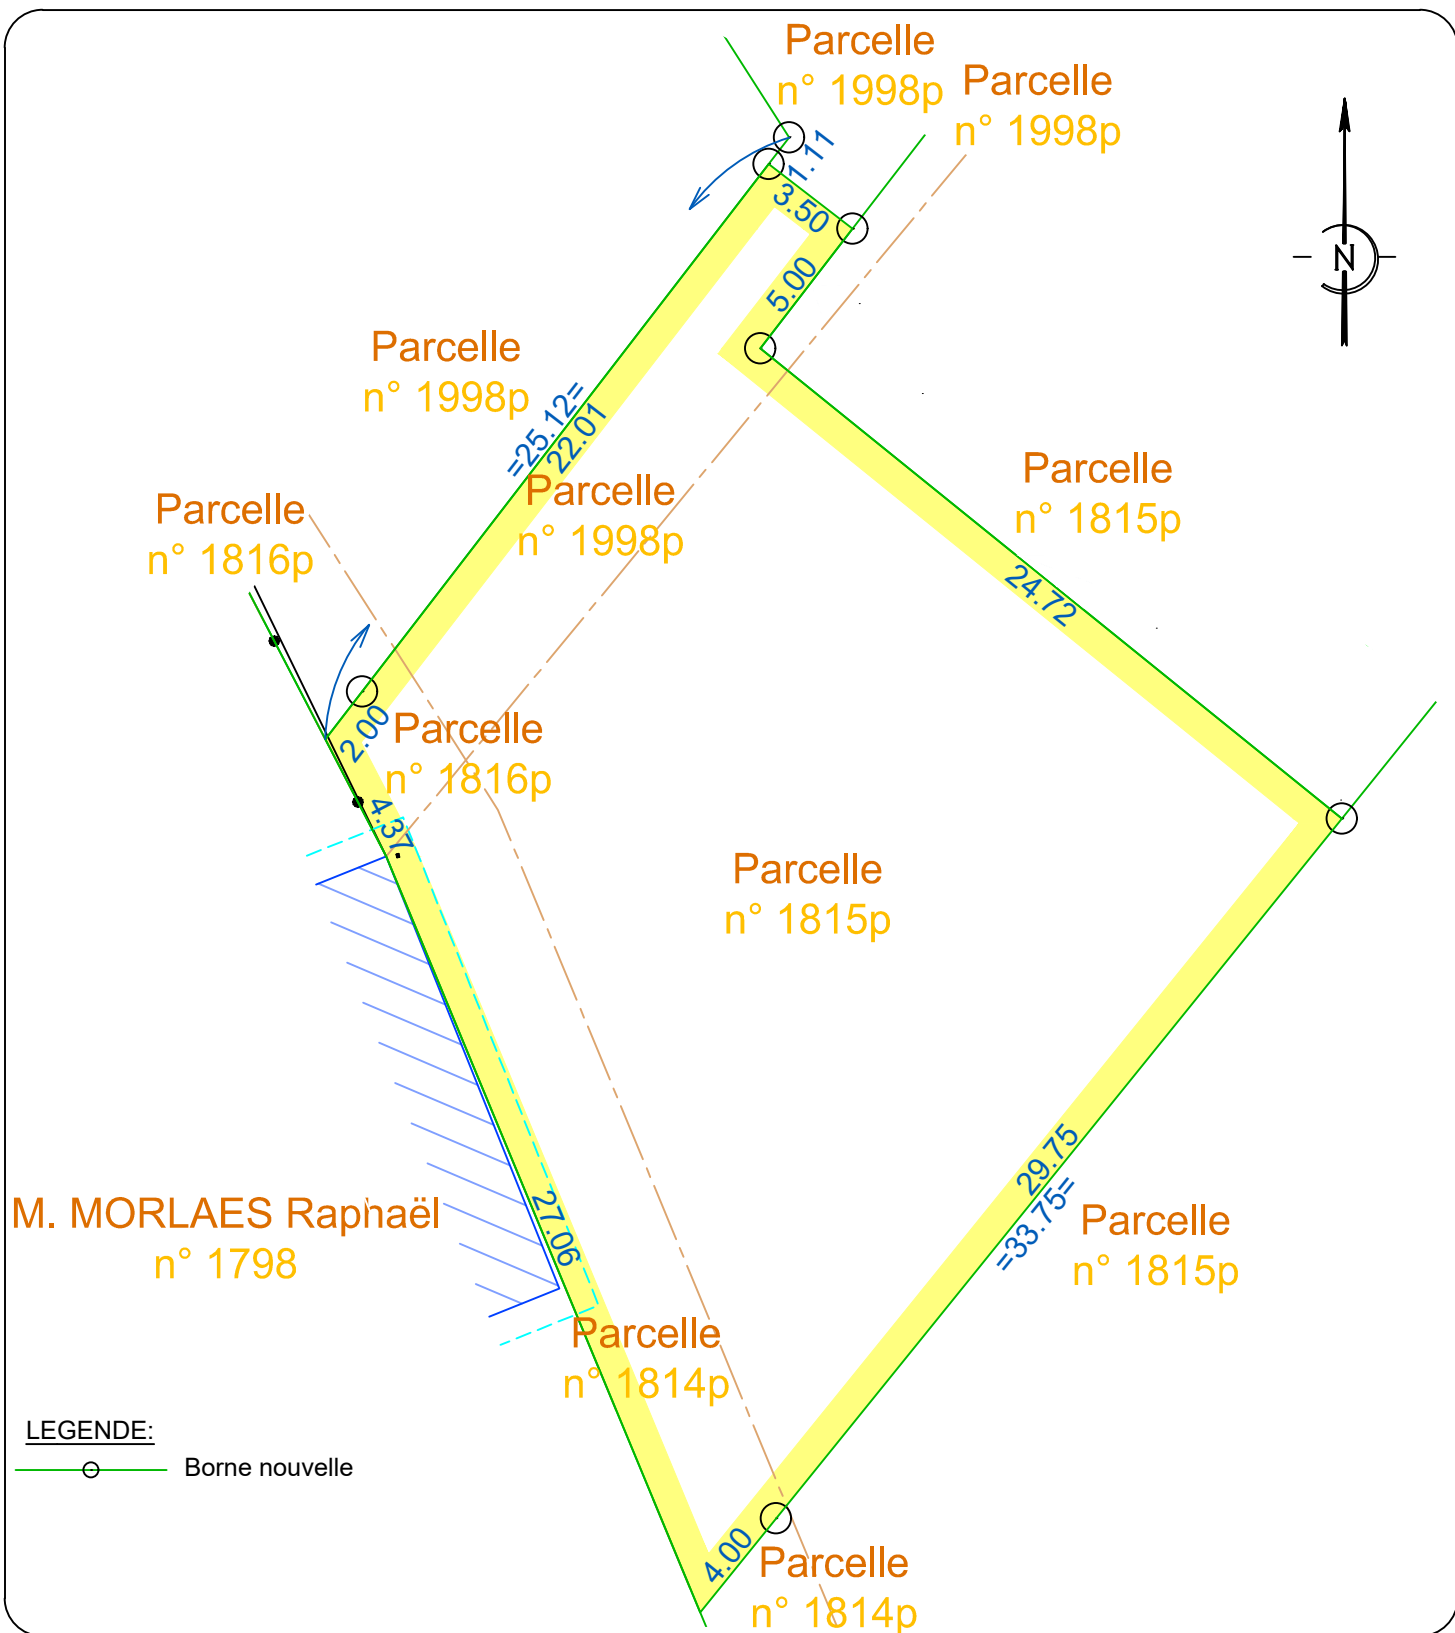 Parcelle
n° 1998p
Parcelle
n° 1998p
1.11
3.50
N
5.00
Parcelle
n° 1998p
=25.12=
22.01
Parcelle
n° 1998p
Parcelle
n° 1815p
Parcelle
n° 1816p
24.72
2.00
Parcelle
n° 1816p
4.37
Parcelle
n° 1815p
29.75
=33.75=
M. MORLAES Raphaël
n° 1798
27.06
Parcelle
n° 1815p
Parcelle
n° 1814p
LEGENDE:
Borne nouvelle
4.00
Parcelle
n° 1814p